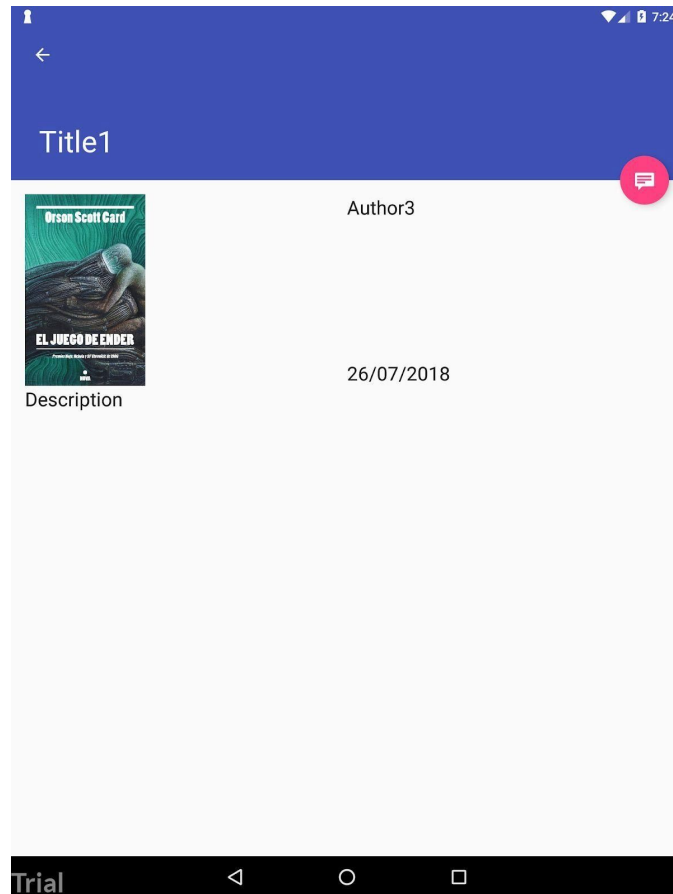 7:24
Title1
Author3
Orson Scott Card
EL JUEGO DE ENDER
NOVA
26/07/2018
Description
Trial